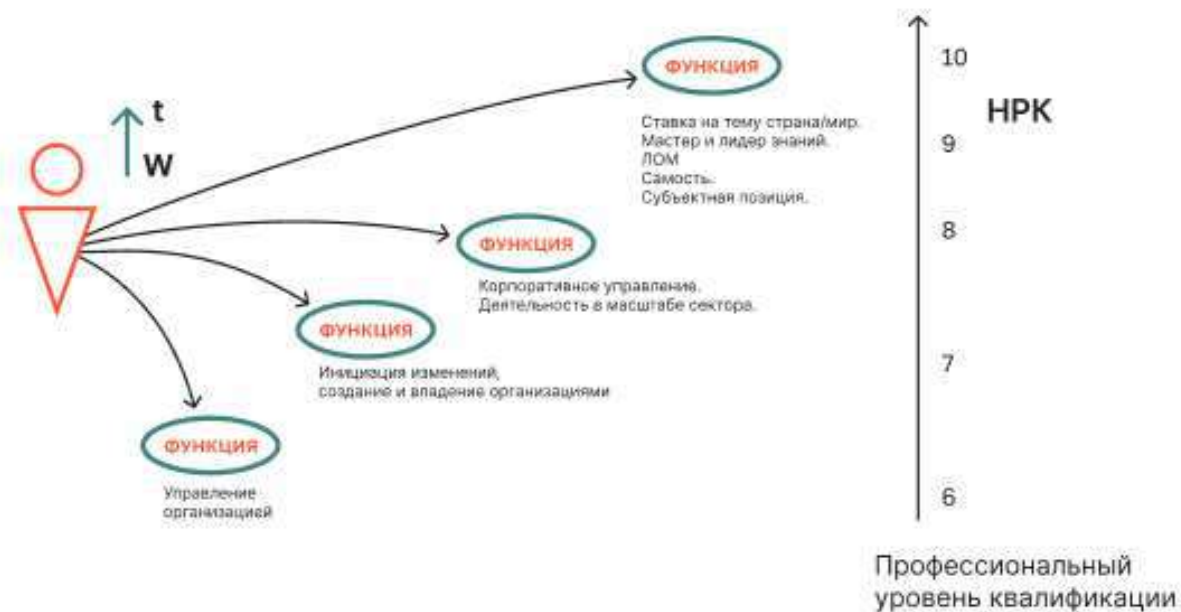 t
W
ФУНКЦИЯ
Ставка на тему страна/мир.
Мастер и лидер знаний.
ЛОМ
Самость.
Субъектная позиция.
ФУНКЦИЯ
Корпоративное управление.
Деятельность в масштабе сектора.
ФУНКЦИЯ
Инициация изменений,
создание и владение организациями
ФУНКЦИЯ
Управление
организацией
10
НРК
9
8
7
6
Профессиональный
уровень квалификации